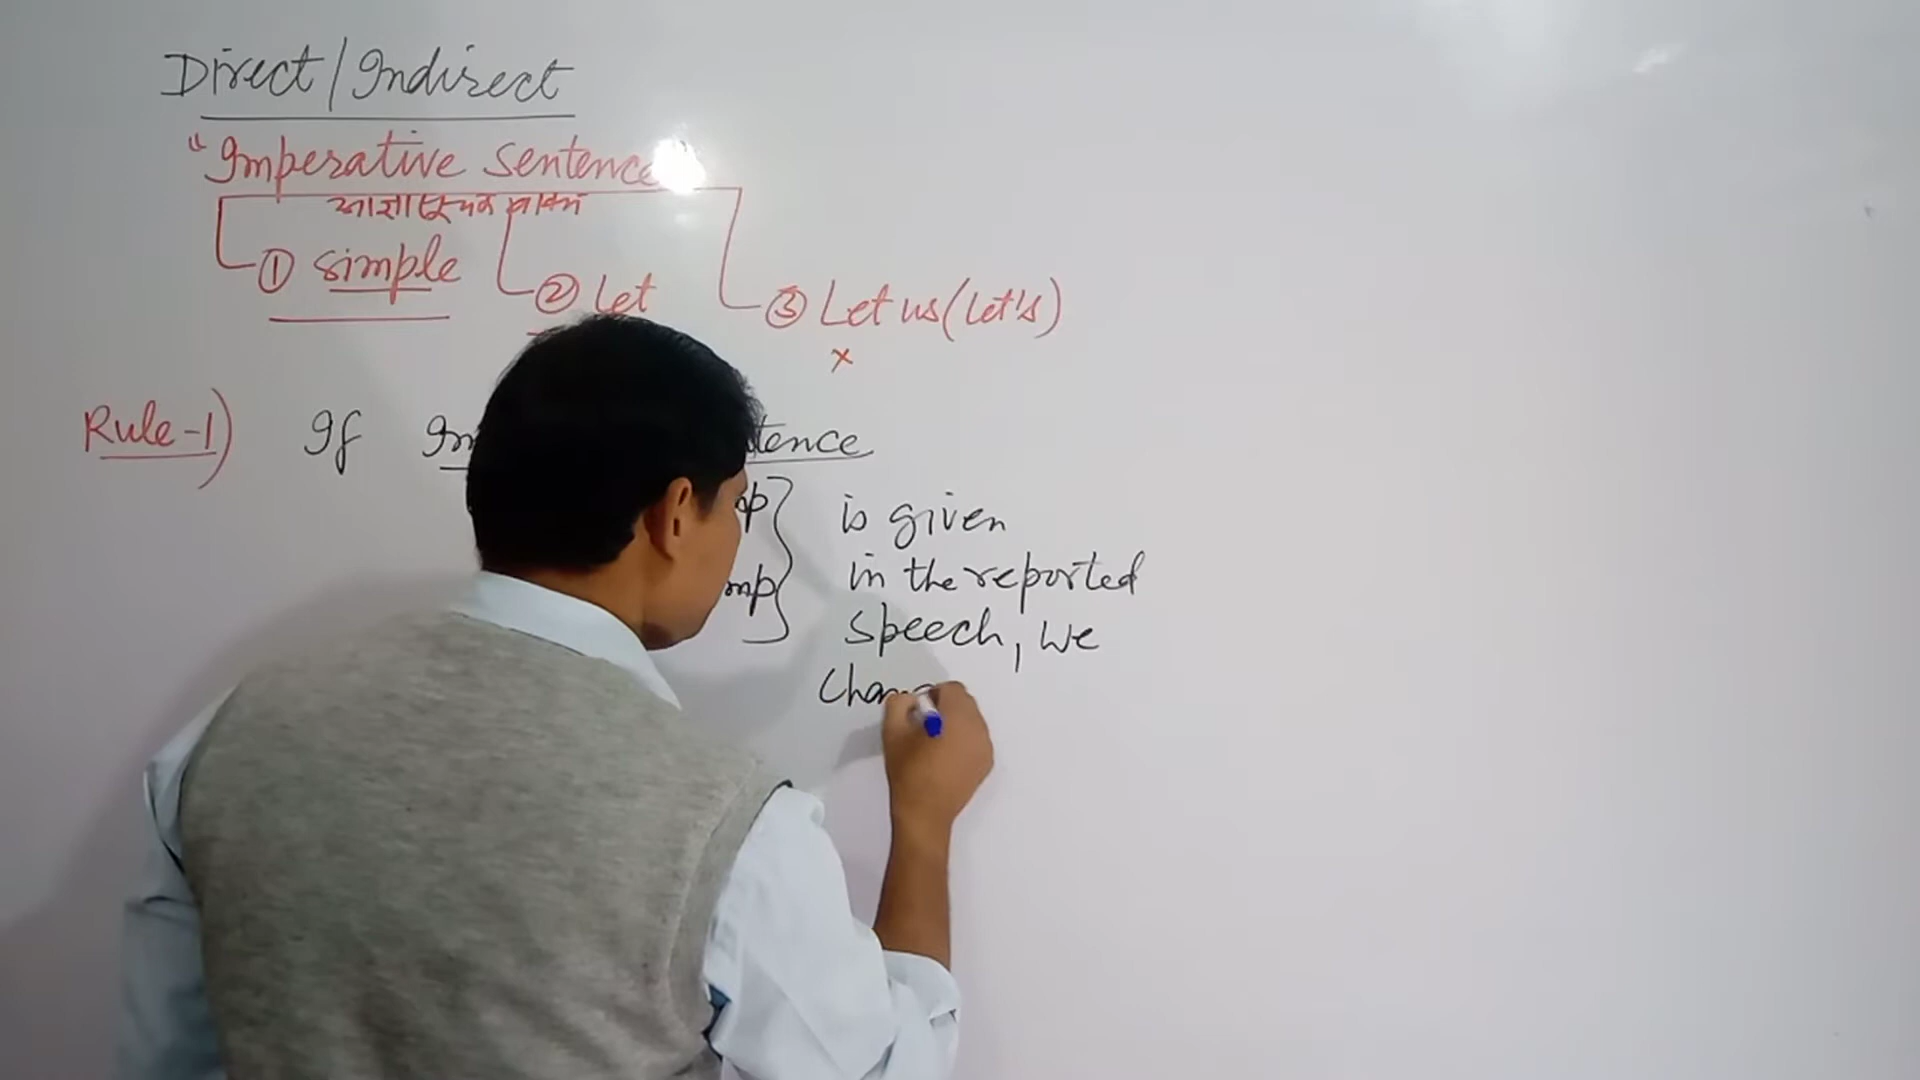 Direct/Indirect
"Imperative Sentence"
आज्ञासूचक वाक्य
① Simple
② Let
③ Let us (Let's)
x
Rule-1) If
is given
in the reported
speech, we